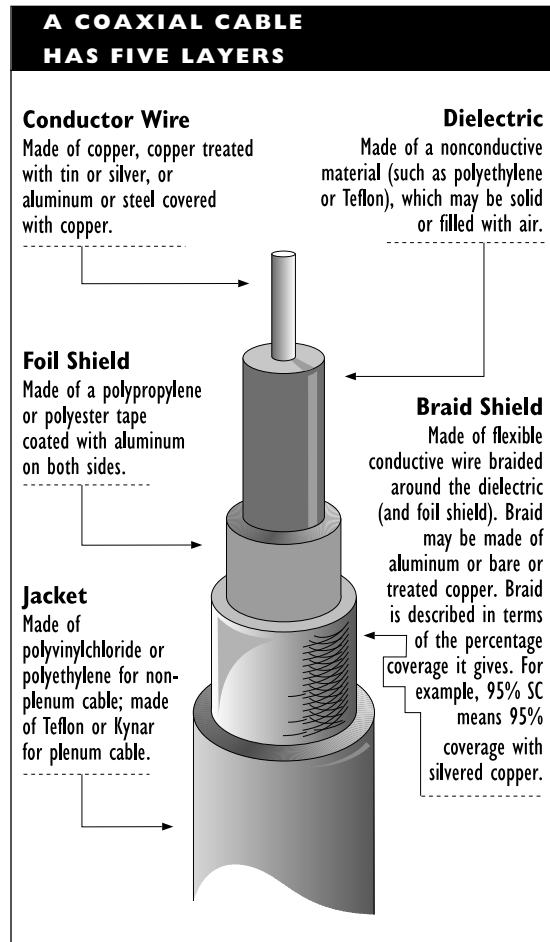 A COAXIAL CABLE
HAS FIVE LAYERS
Conductor Wire
Made of copper, copper treated
with tin or silver, or
aluminum or steel covered
with copper.
Dielectric
Made of a nonconductive
material (such as polyethylene
or Teflon), which may be solid
or filled with air.
Foil Shield
Made of a polypropylene
or polyester tape
coated with aluminum
on both sides.
Braid Shield
Made of flexible
conductive wire braided
around the dielectric
(and foil shield). Braid
may be made of
aluminum or bare or
treated copper. Braid
is described in terms
of the percentage
coverage it gives. For
example, 95% SC
means 95%
coverage with
silvered copper.
Jacket
Made of
polyvinylchloride or
polyethylene for non-
plenum cable; made
of Teflon or Kynar
for plenum cable.